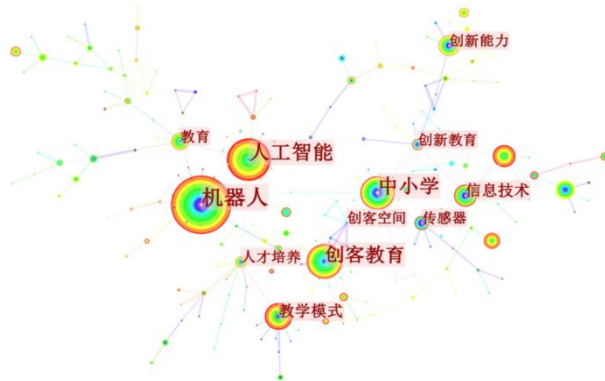 创新能力
教育
人工智能
创新教育
机器人
中小学
信息技术
创客空间
传感器
人才培养
创客教育
教学模式